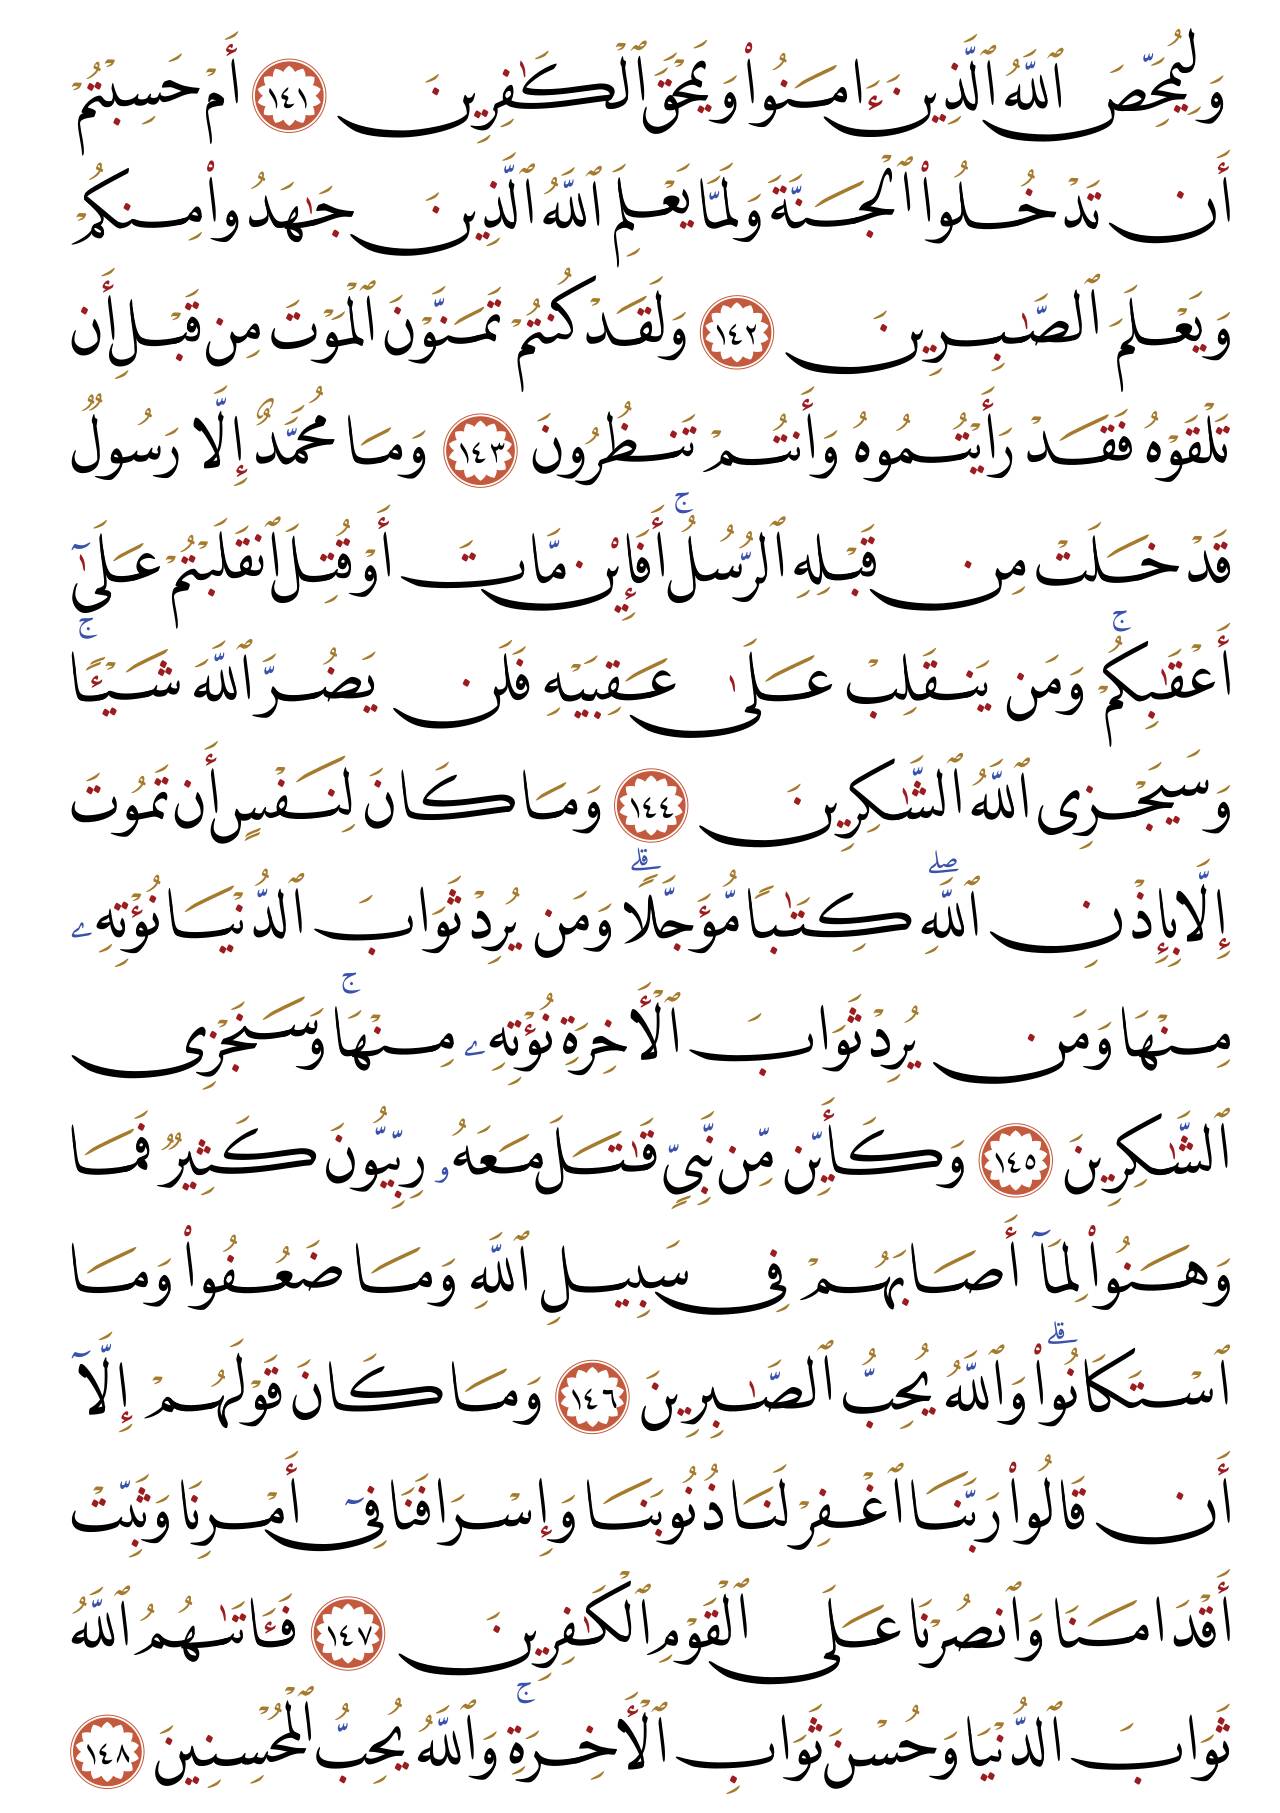 وَلِيُمَحِّصَ ٱللَّهُ ٱلَّذِينَ ءَامَنُوا۟ وَيَمْحَقَ ٱلْكَـٰفِرِينَ ١٤١ أَمْ حَسِبْتُمْ
أَن تَدْخُلُوا۟ ٱلْجَنَّةَ وَلَمَّا يَعْلَمِ ٱللَّهُ ٱلَّذِينَ جَـٰهَدُوا۟ مِنكُمْ
وَيَعْلَمَ ٱلصَّـٰبِرِينَ ١٤٢ وَلَقَدْ كُنتُمْ تَمَنَّوْنَ ٱلْمَوْتَ مِن قَبْلِ أَن
تَلْقَوْهُ فَقَدْ رَأَيْتُمُوهُ وَأَنتُمْ تَنظُرُونَ ١٤٣ وَمَا مُحَمَّدٌ إِلَّا رَسُولٌ
قَدْ خَلَتْ مِن قَبْلِهِ ٱلرُّسُلُ ۚ أَفَإِي۟ن مَّاتَ أَوْ قُتِلَ ٱنقَلَبْتُمْ عَلَىٰٓ
أَعْقَـٰبِكُمْ ۚ وَمَن يَنقَلِبْ عَلَىٰ عَقِبَيْهِ فَلَن يَضُرَّ ٱللَّهَ شَيْـًٔا ۚ
وَسَيَجْزِى ٱللَّهُ ٱلشَّـٰكِرِينَ ١٤٤ وَمَا كَانَ لِنَفْسٍ أَن تَمُوتَ
إِلَّا بِإِذْنِ ٱللَّهِ ۖ كِتَـٰبًا مُّؤَجَّلًا ۗ وَمَن يُرِدْ ثَوَابَ ٱلدُّنْيَا نُؤْتِهِۦ
مِنْهَا وَمَن يُرِدْ ثَوَابَ ٱلْـَٔاخِرَةِ نُؤْتِهِۦ مِنْهَا ۚ وَسَنَجْزِى
ٱلشَّـٰكِرِينَ ١٤٥ وَكَأَيِّن مِّن نَّبِىٍّ قَـٰتَلَ مَعَهُۥ رِبِّيُّونَ كَثِيرٌ فَمَا
وَهَنُوا۟ لِمَآ أَصَابَهُمْ فِى سَبِيلِ ٱللَّهِ وَمَا ضَعُفُوا۟ وَمَا
ٱسْتَكَانُوا۟ ۗ وَٱللَّهُ يُحِبُّ ٱلصَّـٰبِرِينَ ١٤٦ وَمَا كَانَ قَوْلَهُمْ إِلَّآ
أَن قَالُوا۟ رَبَّنَا ٱغْفِرْ لَنَا ذُنُوبَنَا وَإِسْرَافَنَا فِىٓ أَمْرِنَا وَثَبِّتْ
أَقْدَامَنَا وَٱنصُرْنَا عَلَى ٱلْقَوْمِ ٱلْكَـٰفِرِينَ ١٤٧ فَـَٔاتَىٰهُمُ ٱللَّهُ
ثَوَابَ ٱلدُّنْيَا وَحُسْنَ ثَوَابِ ٱلْـَٔاخِرَةِ ۚ وَٱللَّهُ يُحِبُّ ٱلْمُحْسِنِينَ ١٤٨